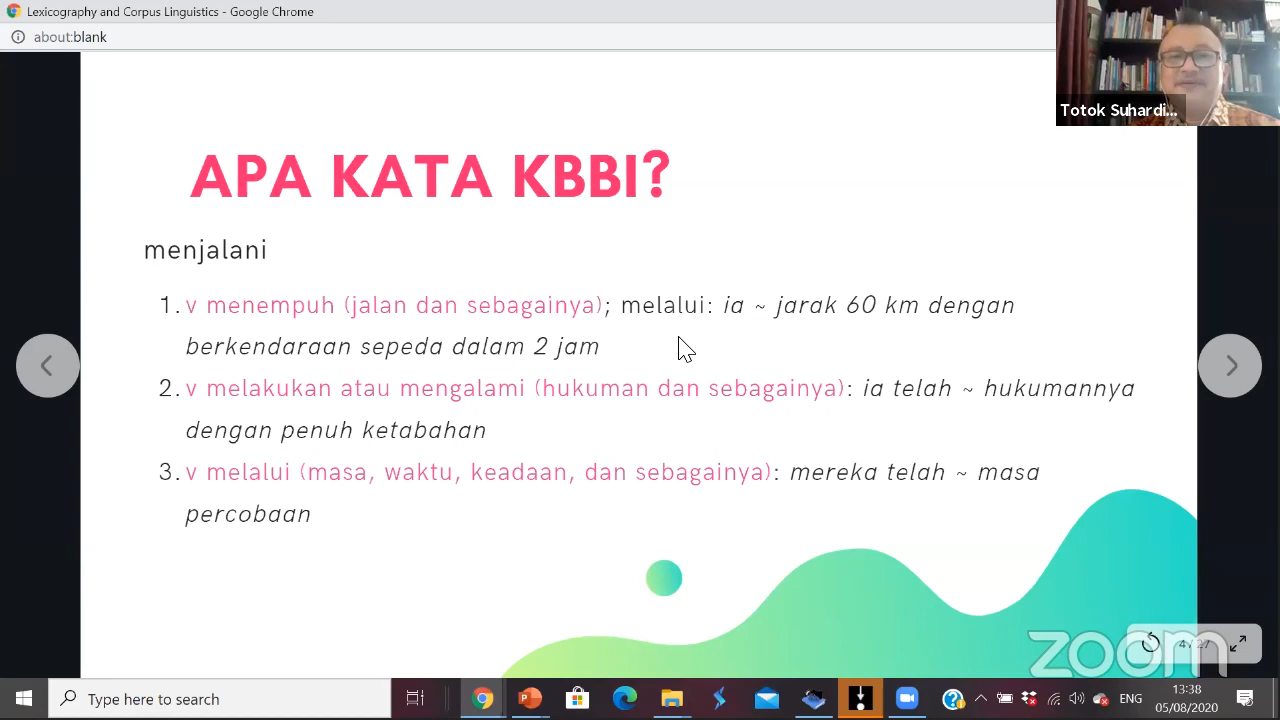 Lexicography and Corpus Linguistics - Google Chrome
about:blank
Totok Suhardi...
APA KATA KBBI?
menjalani
1. v menempuh (jalan dan sebagainya); melalui: ia ~ jarak 60 km dengan
berkendaraan sepeda dalam 2 jam
2. v melakukan atau mengalami (hukuman dan sebagainya): ia telah ~ hukumannya
dengan penuh ketabahan
3. v melalui (masa, waktu, keadaan, dan sebagainya): mereka telah ~ masa
percobaan
zoom
4 / 27
Type here to search
ENG
13:38
05/08/2020